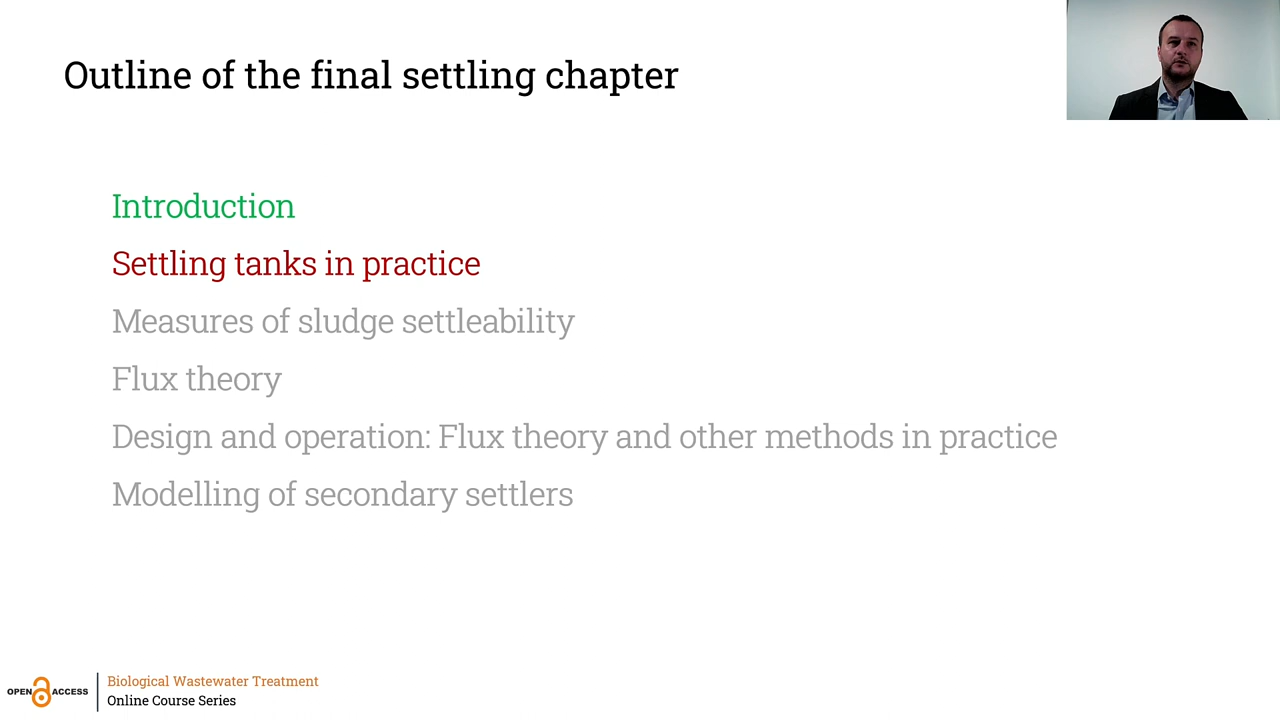 Outline of the final settling chapter
Introduction
Settling tanks in practice
Measures of sludge settleability
Flux theory
Design and operation: Flux theory and other methods in practice
Modelling of secondary settlers
OPEN ACCESS
Biological Wastewater Treatment
Online Course Series